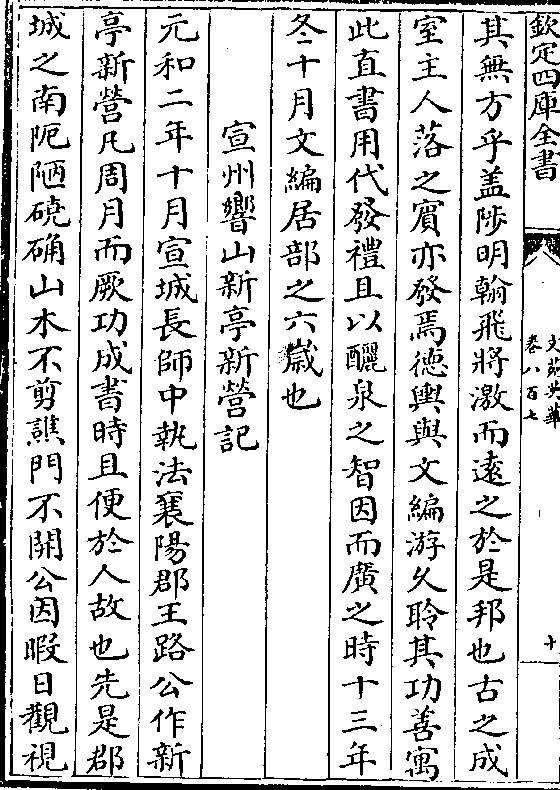 欽定四庫全書
文苑英華
卷八百七
十
其無方乎蓋陟明翰飛將激而遠之於是邦也古之成
室主人落之賓亦發焉德輿與文編游久聆其功善寓
此直書用代發禮且以釃泉之智因而廣之時十三年
冬十月文編居部之六歲也
宣州響山新亭新營記
元和二年十月宣城長師中執法襄陽郡王路公作新
亭新營凡周月而厥功成書時且便於人故也先是郡
城之南阨陋磽确山木不剪譙門不開公因暇日觀視